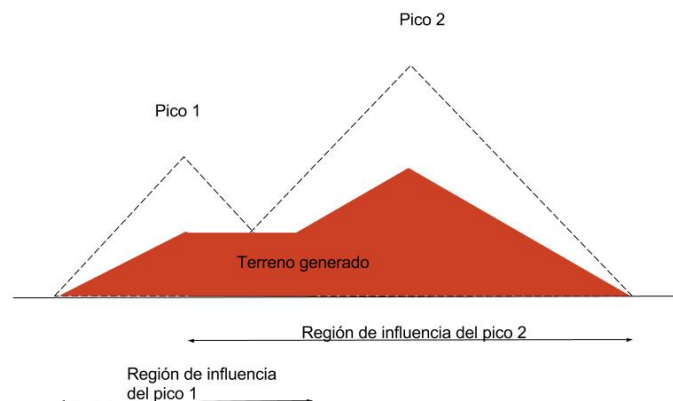 Pico 2
Pico 1
Terreno generado
Región de influencia del pico 2
Región de influencia
del pico 1